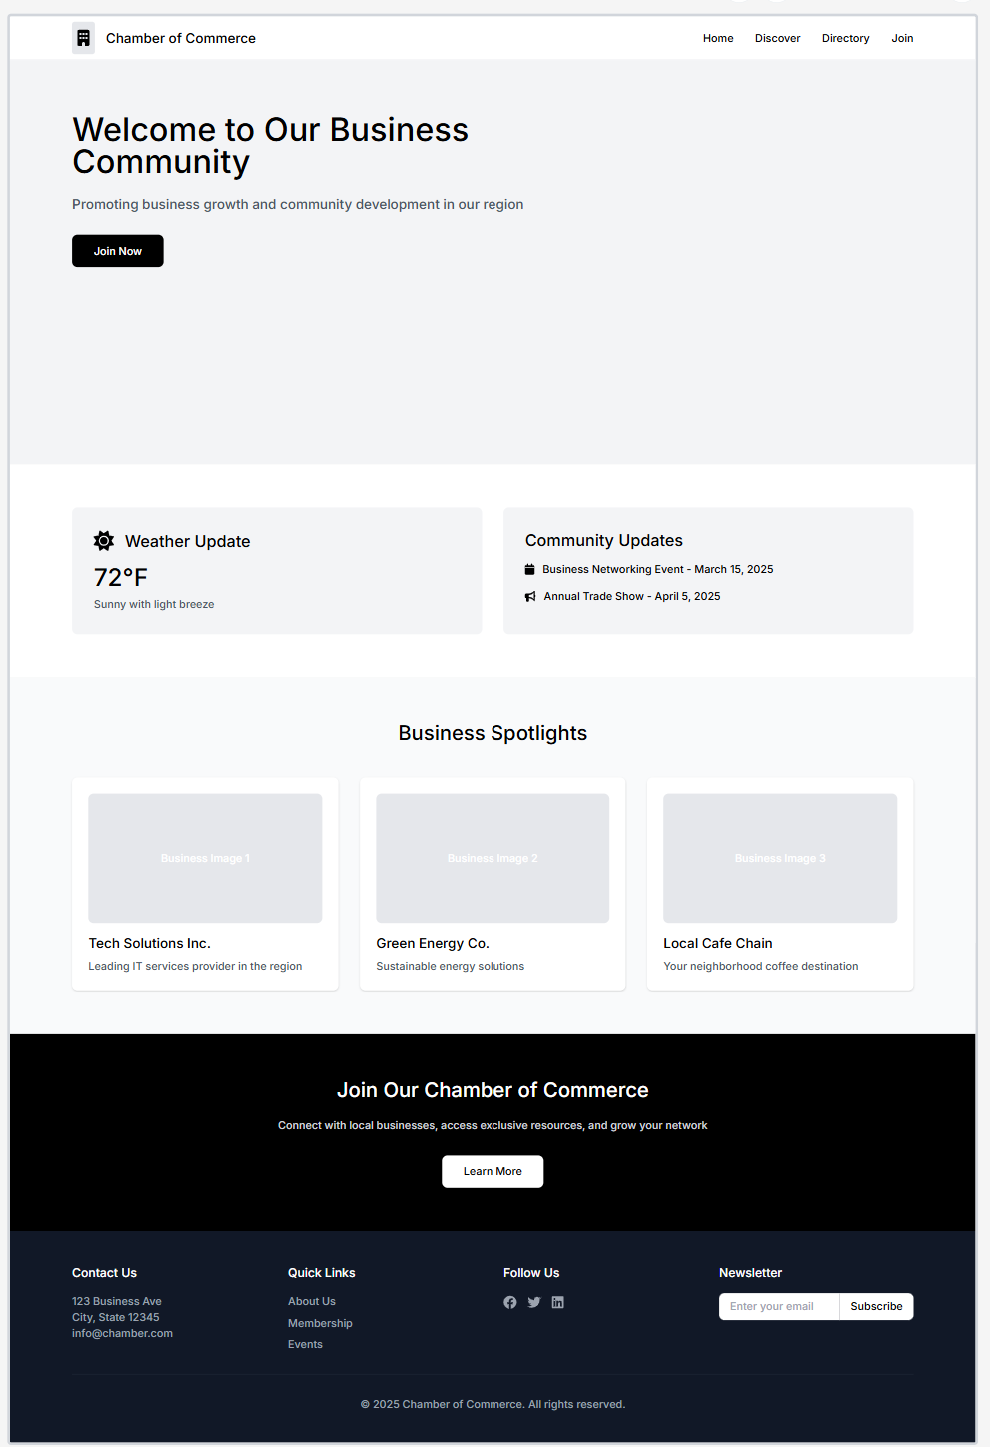 Chamber of Commerce
Home Discover Directory Join
Welcome to Our Business
Community
Promoting business growth and community development in our region
Join Now
Weather Update
72°F
Sunny with light breeze
Community Updates
Business Networking Event - March 15, 2025
Annual Trade Show - April 5, 2025
Business Spotlights
Business Image 1
Tech Solutions Inc.
Leading IT services provider in the region
Business Image 2
Green Energy Co.
Sustainable energy solutions
Business Image 3
Local Cafe Chain
Your neighborhood coffee destination
Join Our Chamber of Commerce
Connect with local businesses, access exclusive resources, and grow your network
Learn More
Contact Us
123 Business Ave
City, State 12345
info@chamber.com
Quick Links
About Us
Membership
Events
Follow Us
Newsletter
Enter your email Subscribe
© 2025 Chamber of Commerce. All rights reserved.